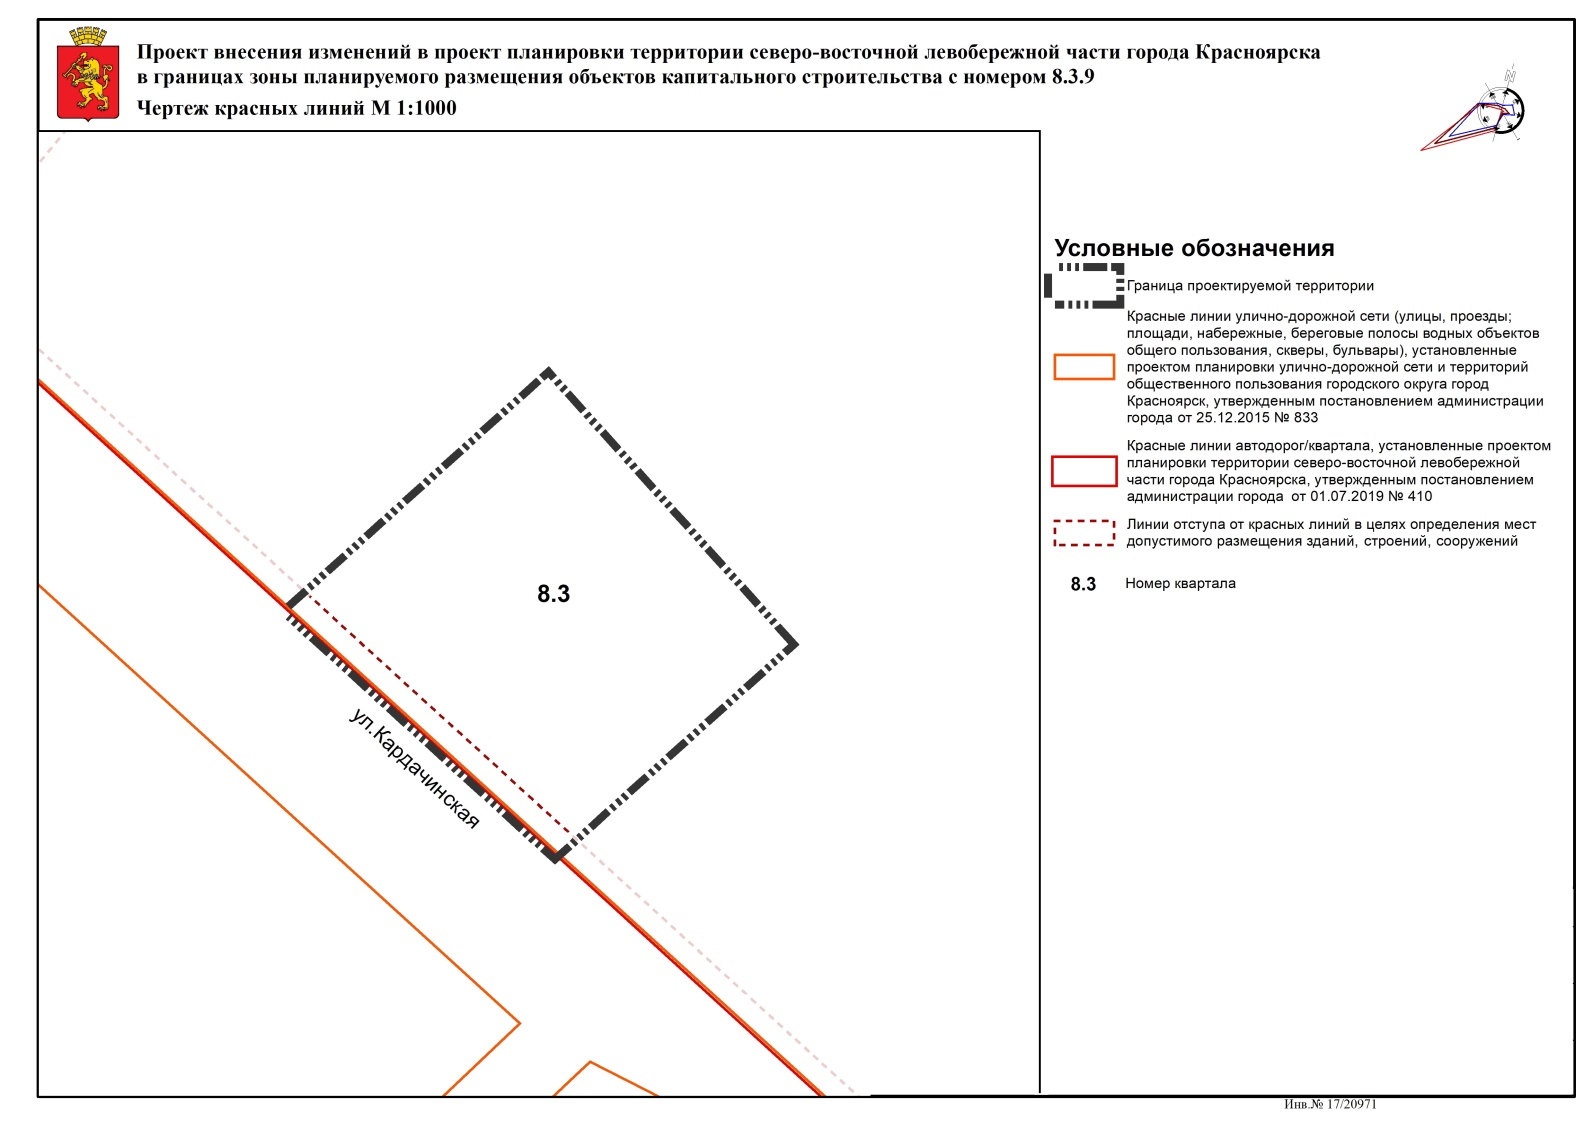 Проект внесения изменений в проект планировки территории северо-восточной левобережной части города Красноярска
в границах зоны планируемого размещения объектов капитального строительства с номером 8.3.9
Чертеж красных линий М 1:1000
N
Условные обозначения
Граница проектируемой территории
Красные линии улично-дорожной сети (улицы, проезды;
площади, набережные, береговые полосы водных объектов
общего пользования, скверы, бульвары), установленные
проектом планировки улично-дорожной сети и территорий
общественного пользования городского округа город
Красноярск, утвержденным постановлением администрации
города от 25.12.2015 № 833
Красные линии автодорог/квартала, установленные проектом
планировки территории северо-восточной левобережной
части города Красноярска, утвержденным постановлением
администрации города от 01.07.2019 № 410
Линии отступа от красных линий в целях определения мест
допустимого размещения зданий, строений, сооружений
8.3 Номер квартала
8.3
ул.Кардачинская
Инв.№ 17/20971